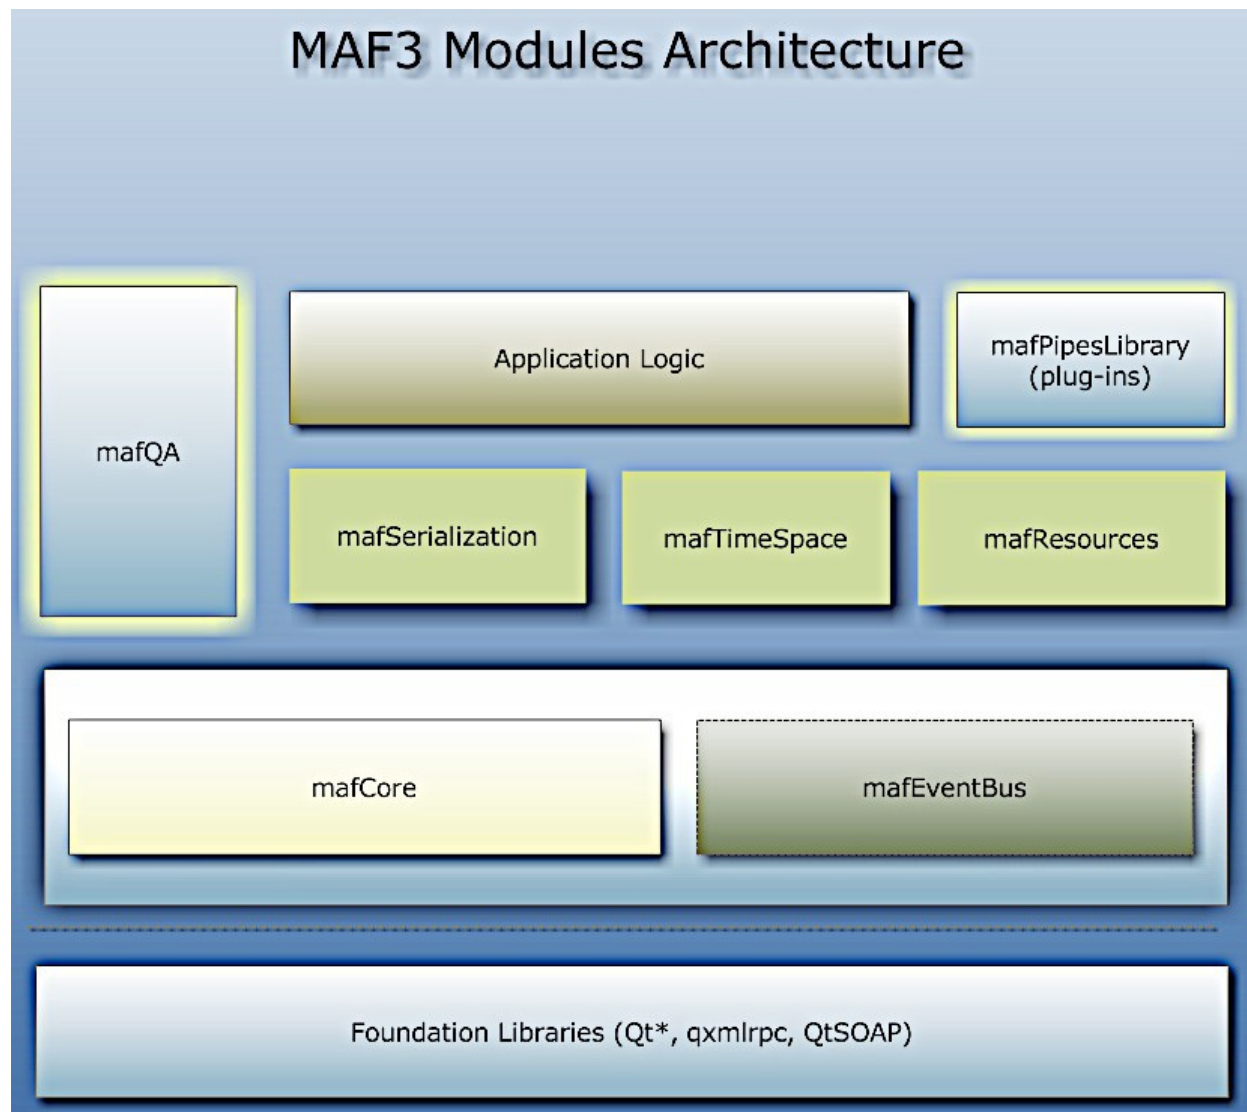 MAF3 Modules Architecture
mafQA
Application Logic
mafPipesLibrary
(plug-ins)
mafSerialization
mafTimeSpace
mafResources
mafCore
mafEventBus
Foundation Libraries (Qt*, qxmlrpc, QtSOAP)